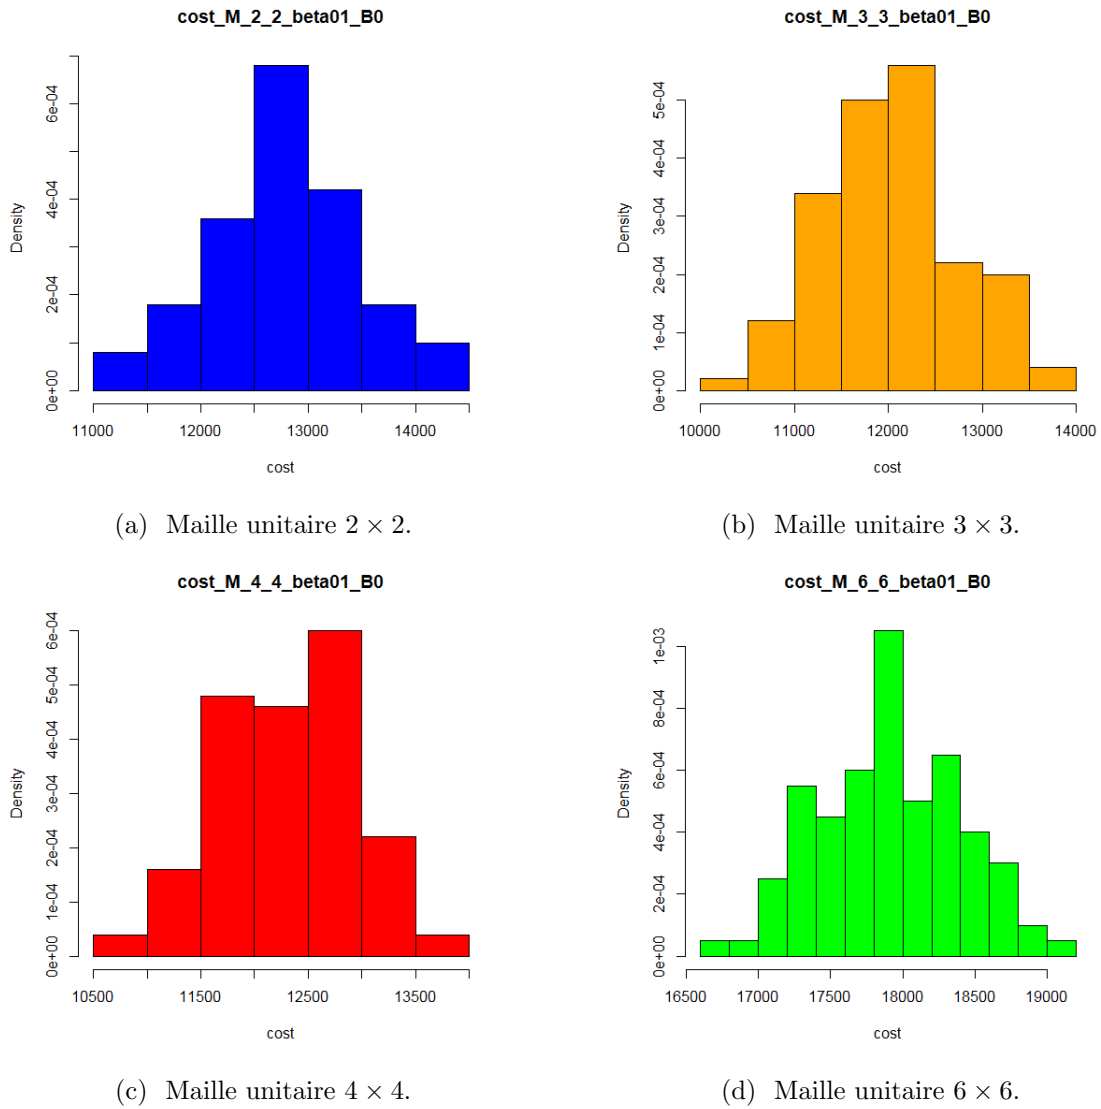 cost_M_2_2_beta01_B0
Density
0e+00 2e-04 4e-04 6e-04
11000 12000 13000 14000
cost
(a) Maille unitaire 2 × 2.
cost_M_3_3_beta01_B0
Density
0e+00 1e-04 2e-04 3e-04 4e-04 5e-04
10000 11000 12000 13000 14000
cost
(b) Maille unitaire 3 × 3.
cost_M_4_4_beta01_B0
Density
0e+00 1e-04 2e-04 3e-04 4e-04 5e-04 6e-04
10500 11500 12500 13500
cost
(c) Maille unitaire 4 × 4.
cost_M_6_6_beta01_B0
Density
0e+00 2e-04 4e-04 6e-04 8e-04 1e-03
16500 17000 17500 18000 18500 19000
cost
(d) Maille unitaire 6 × 6.